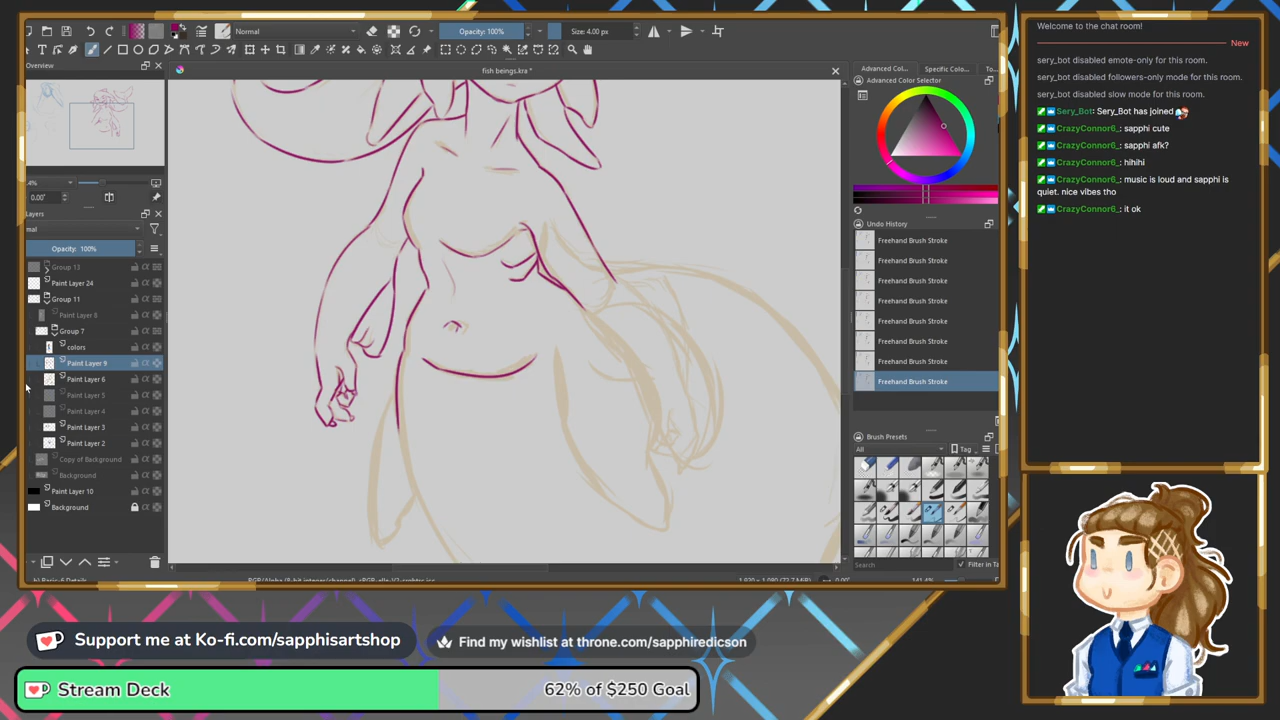 Normal
Opacity: 100%
Size: 4.00 px
Overview
fish beings.kra *
Advanced Col...
Specific Colo...
To...
Advanced Color Selector
0.00°
Layers
Opacity: 100%
Group 13
Paint Layer 24
Group 11
Paint Layer 8
Group 7
colors
Paint Layer 9
Paint Layer 6
Paint Layer 5
Paint Layer 4
Paint Layer 3
Paint Layer 2
Copy of Background
Background
Paint Layer 10
Background
Undo History
Freehand Brush Stroke
Freehand Brush Stroke
Freehand Brush Stroke
Freehand Brush Stroke
Freehand Brush Stroke
Freehand Brush Stroke
Freehand Brush Stroke
Freehand Brush Stroke
Brush Presets
All
Tag
Search
Filter in Ta
Welcome to the chat room!
New
sery_bot disabled emote-only for this room.
sery_bot disabled followers-only mode for this room.
sery_bot disabled slow mode for this room.
Sery_Bot: Sery_Bot has joined
CrazyConnor6_: sapphi cute
CrazyConnor6_: sapphi afk?
CrazyConnor6_: hihihi
CrazyConnor6_: music is loud and sapphi is
quiet. nice vibes tho
CrazyConnor6_: it ok
Support me at Ko-fi.com/sapphisartshop
Find my wishlist at throne.com/sapphiredicson
Stream Deck
62% of $250 Goal